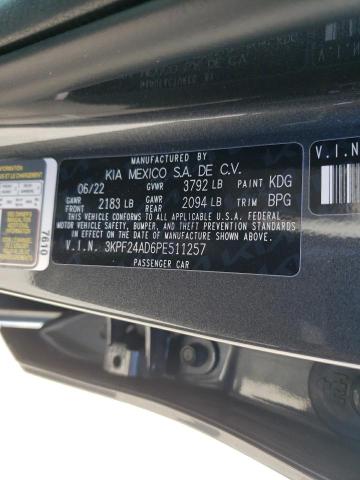 MANUFACTURED BY
KIA MEXICO S.A. DE C.V.
06/22 GVWR 3792 LB PAINT KDG
GAWR FRONT 2183 LB GAWR REAR 2094 LB TRIM BPG
THIS VEHICLE CONFORMS TO ALL APPLICABLE U.S.A. FEDERAL
MOTOR VEHICLE SAFETY, BUMPER, AND THEFT PREVENTION STANDARDS
IN EFFECT ON THE DATE OF MANUFACTURE SHOWN ABOVE.
V.I.N. 3KPF24AD6PE511257
PASSENGER CAR
V.I.N
7610